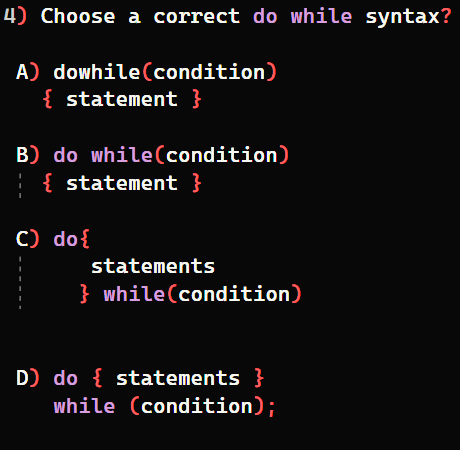 4) Choose a correct do while syntax?
A) dowhile(condition)
{ statement }
B) do while(condition)
{ statement }
C) do{
statements
} while(condition)
D) do { statements }
while (condition);